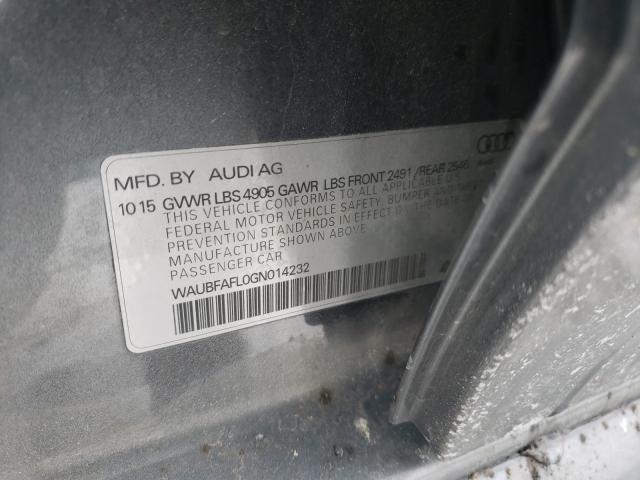 MFD. BY AUDI AG
10 15 GVWR LBS 4905 GAWR LBS FRONT 2491 /REAR 2546
THIS VEHICLE CONFORMS TO ALL APPLICABLE U.S.
FEDERAL MOTOR VEHICLE SAFETY, BUMPER, AND THEFT
PREVENTION STANDARDS IN EFFECT ON THE DATE OF
MANUFACTURE SHOWN ABOVE.
PASSENGER CAR
WAUBFAFL0GN014232